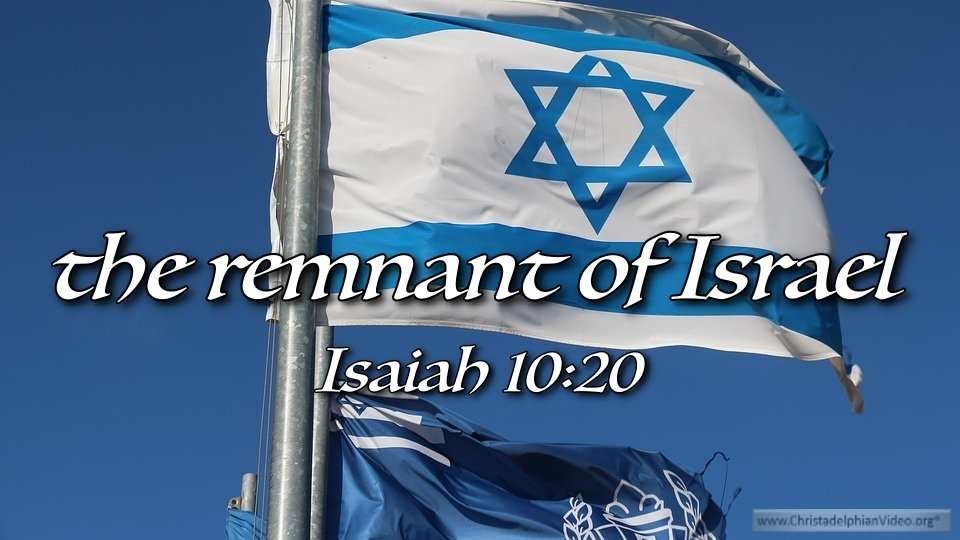 the remnant of Israel
Isaiah 10:20
www.ChristadelphianVideo.org®